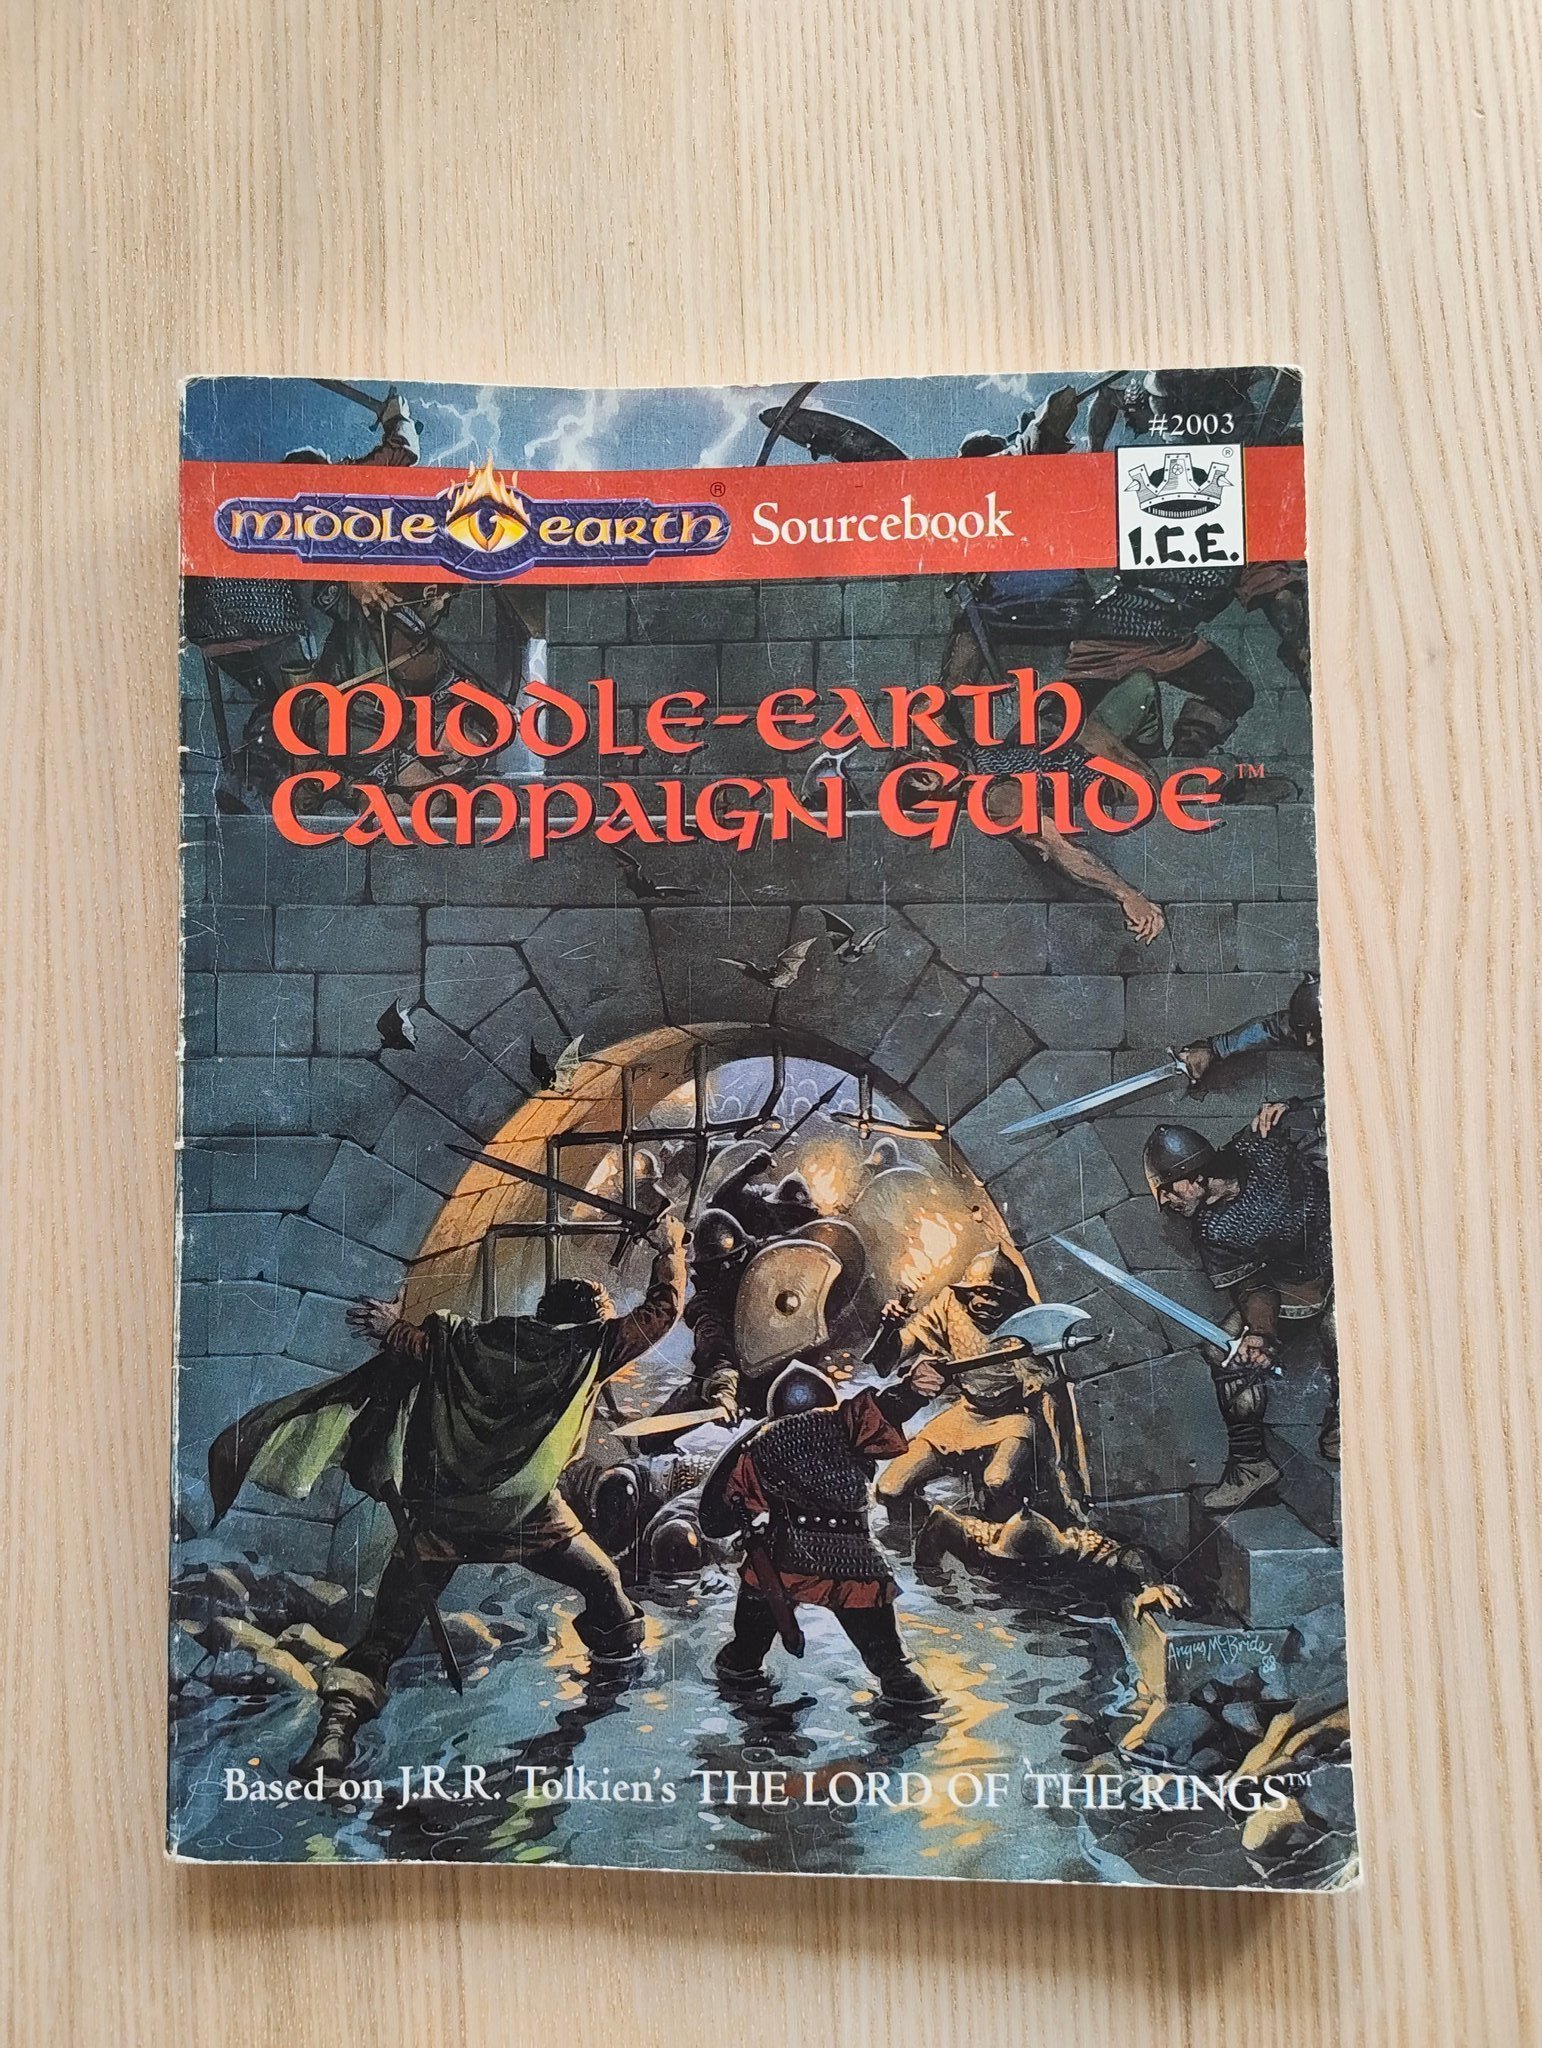 #2003
MIDDLE EARTH® Sourcebook
®
I.C.E.
MIDDLE-EARTH
CAMPAIGN GUIDE™
Angus McBride
88
Based on J.R.R. Tolkien's THE LORD OF THE RINGS™